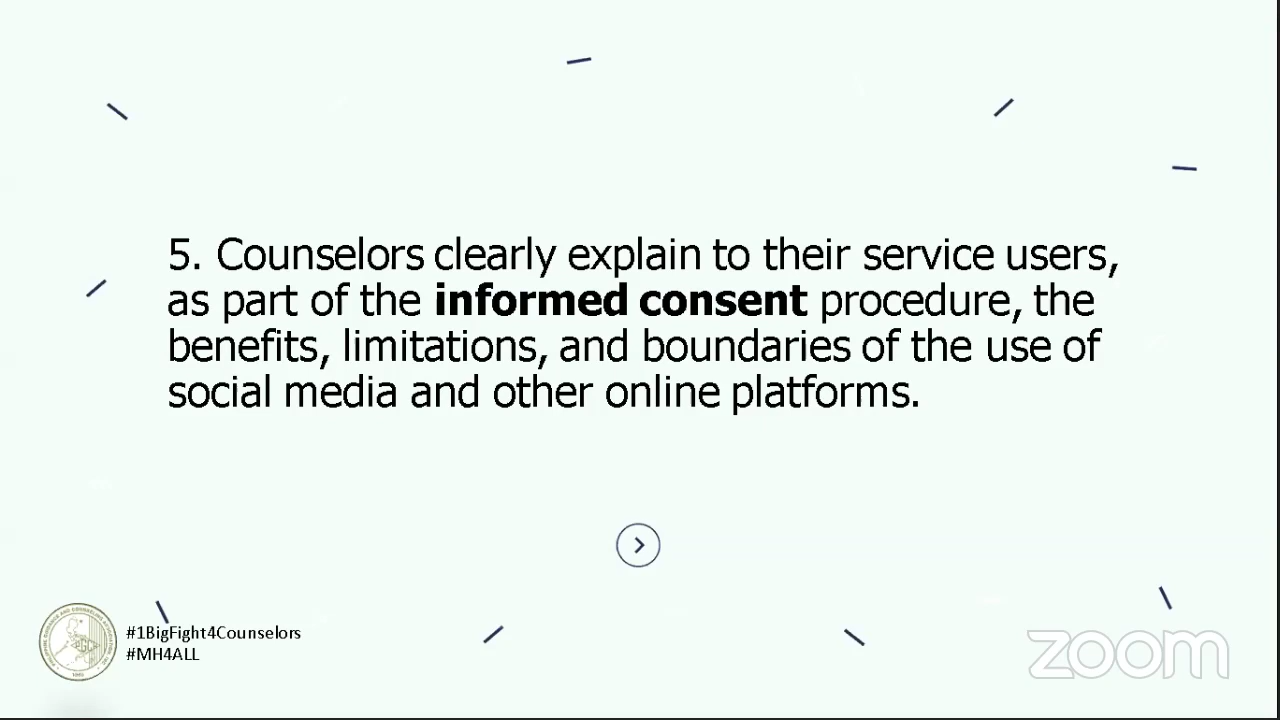 5. Counselors clearly explain to their service users,
as part of the informed consent procedure, the
benefits, limitations, and boundaries of the use of
social media and other online platforms.
#1BigFight4Counselors
#MH4ALL
zoom